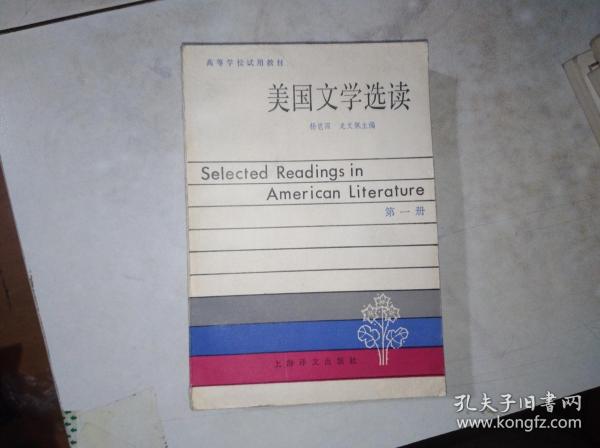 高等学校试用教材
美国文学选读
杨岂深 龙文佩主编
Selected Readings in
American Literature
第一册
上海译文出版社
孔夫子旧书网
www.kongfz.com